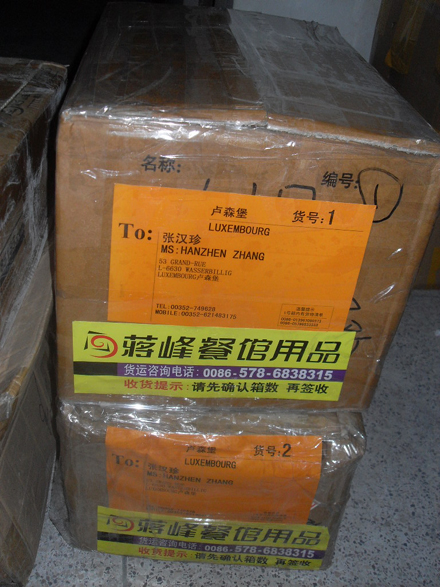 名称:
编号: 1
卢森堡 货号:1
LUXEMBOURG
To: 张汉珍
MS:HANZHEN ZHANG
53 GRAND-RUE
L-6630 WASSERBILLIG
LUXEMBOURG卢森堡
TEL:00352-749828
MOBILE:00352-621483175
蒋峰餐馆用品
货运咨询电话: 0086-578-6838315
收货提示:请先确认箱数 再签收
卢森堡 货号:2
LUXEMBOURG
To: 张汉珍
MS:HANZHEN ZHANG
蒋峰餐馆用品
货运咨询电话: 0086-578-6838315
收货提示:请先确认箱数 再签收